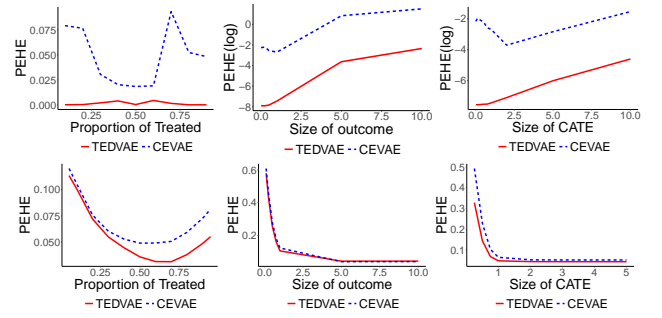 PEHE
0.075
0.050
0.025
0.000
0.25 0.50 0.75
Proportion of Treated
TEDVAE CEVAE
PEHE(log)
0
−2
−4
−6
−8
0.0 2.5 5.0 7.5 10.0
Size of outcome
TEDVAE CEVAE
PEHE(log)
−2
−4
−6
0.0 2.5 5.0 7.5 10.0
Size of CATE
TEDVAE CEVAE
PEHE
0.100
0.075
0.050
0.25 0.50 0.75
Proportion of Treated
TEDVAE CEVAE
PEHE
0.6
0.4
0.2
0.0 2.5 5.0 7.5 10.0
Size of outcome
TEDVAE CEVAE
PEHE
0.5
0.4
0.3
0.2
0.1
1 2 3 4 5
Size of CATE
TEDVAE CEVAE